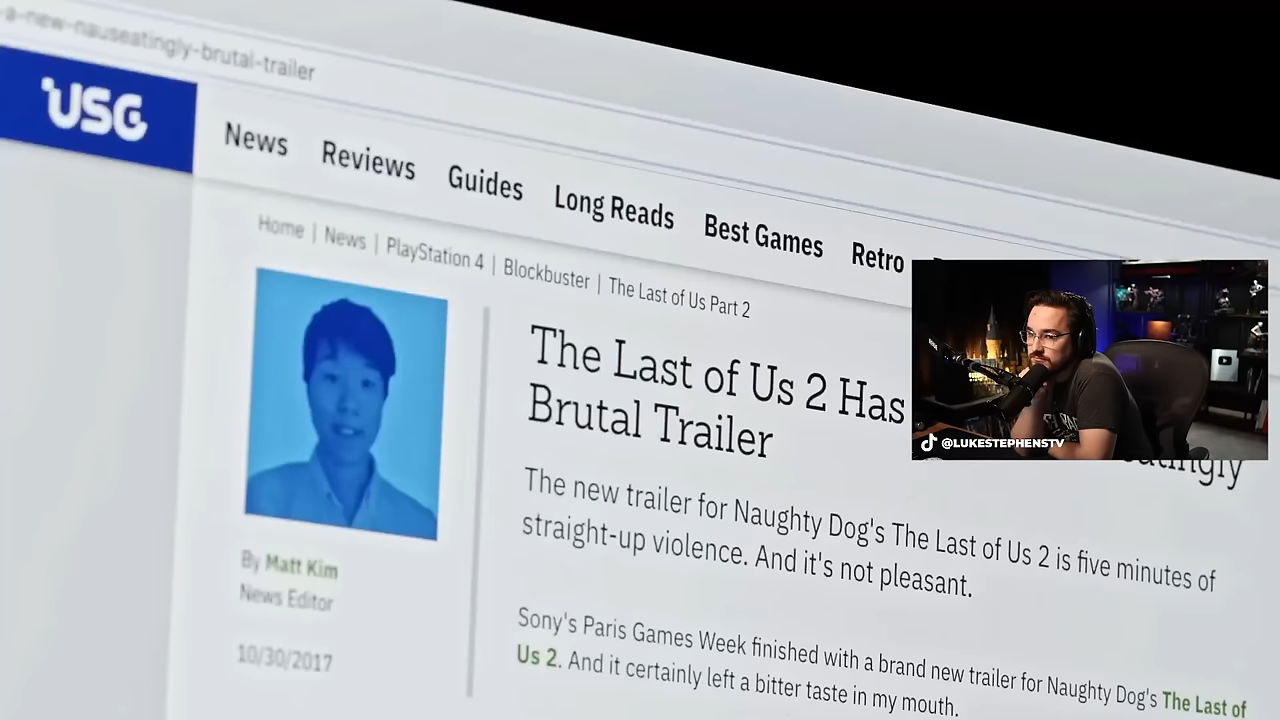 -a-new-nauseatingly-brutal-trailer
USG
News Reviews Guides Long Reads Best Games Retro
Home | News | PlayStation 4 | Blockbuster | The Last of Us Part 2
The Last of Us 2 Has
Brutal Trailer
The new trailer for Naughty Dog's The Last of Us 2 is five minutes of
straight-up violence. And it's not pleasant.
By Matt Kim
News Editor
10/30/2017
Sony's Paris Games Week finished with a brand new trailer for Naughty Dog's The Last of
Us 2. And it certainly left a bitter taste in my mouth.
@LUKESTEPHENSTV